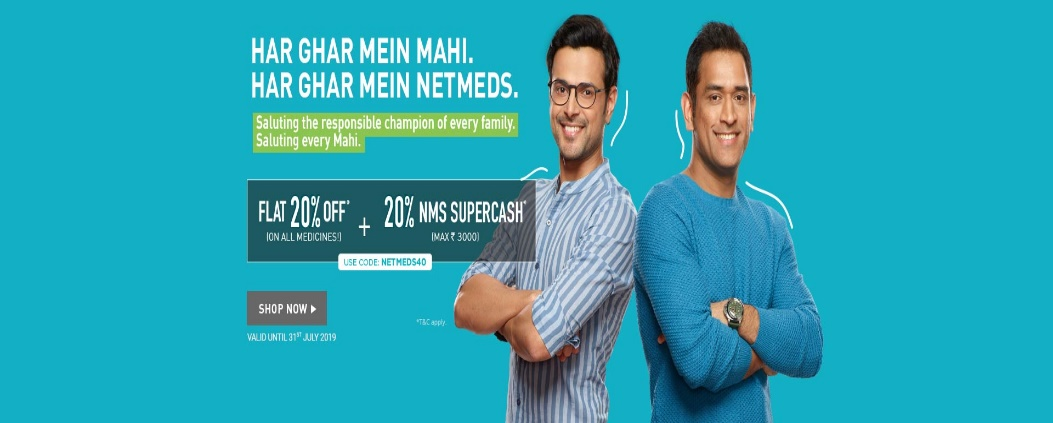 HAR GHAR MEIN MAHI.
HAR GHAR MEIN NETMEDS.
Saluting the responsible champion of every family.
Saluting every Mahi.
FLAT 20% OFF* + 20% NMS SUPERCASH*
(ON ALL MEDICINES!) (MAX ₹ 3000)
USE CODE: NETMEDS40
SHOP NOW
*T&C apply.
VALID UNTIL 31ST JULY 2019